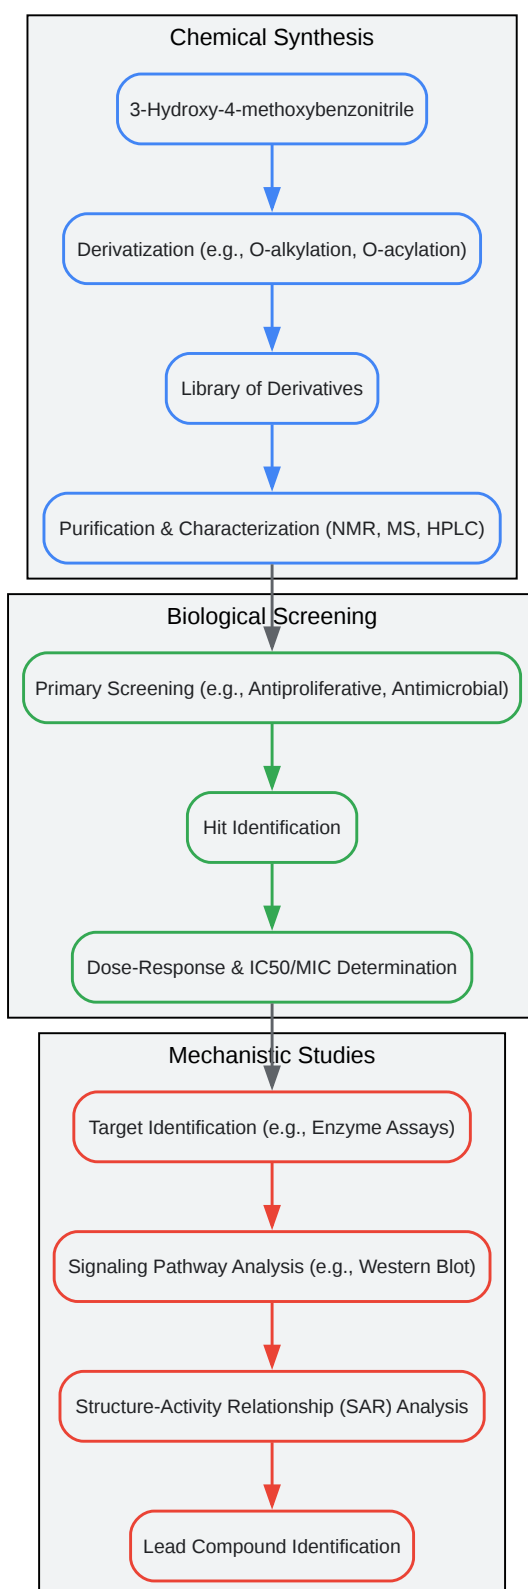 Chemical Synthesis
3-Hydroxy-4-methoxybenzonitrile
Derivatization (e.g., O-alkylation, O-acylation)
Library of Derivatives
Purification & Characterization (NMR, MS, HPLC)
Biological Screening
Primary Screening (e.g., Antiproliferative, Antimicrobial)
Hit Identification
Dose-Response & IC50/MIC Determination
Mechanistic Studies
Target Identification (e.g., Enzyme Assays)
Signaling Pathway Analysis (e.g., Western Blot)
Structure-Activity Relationship (SAR) Analysis
Lead Compound Identification